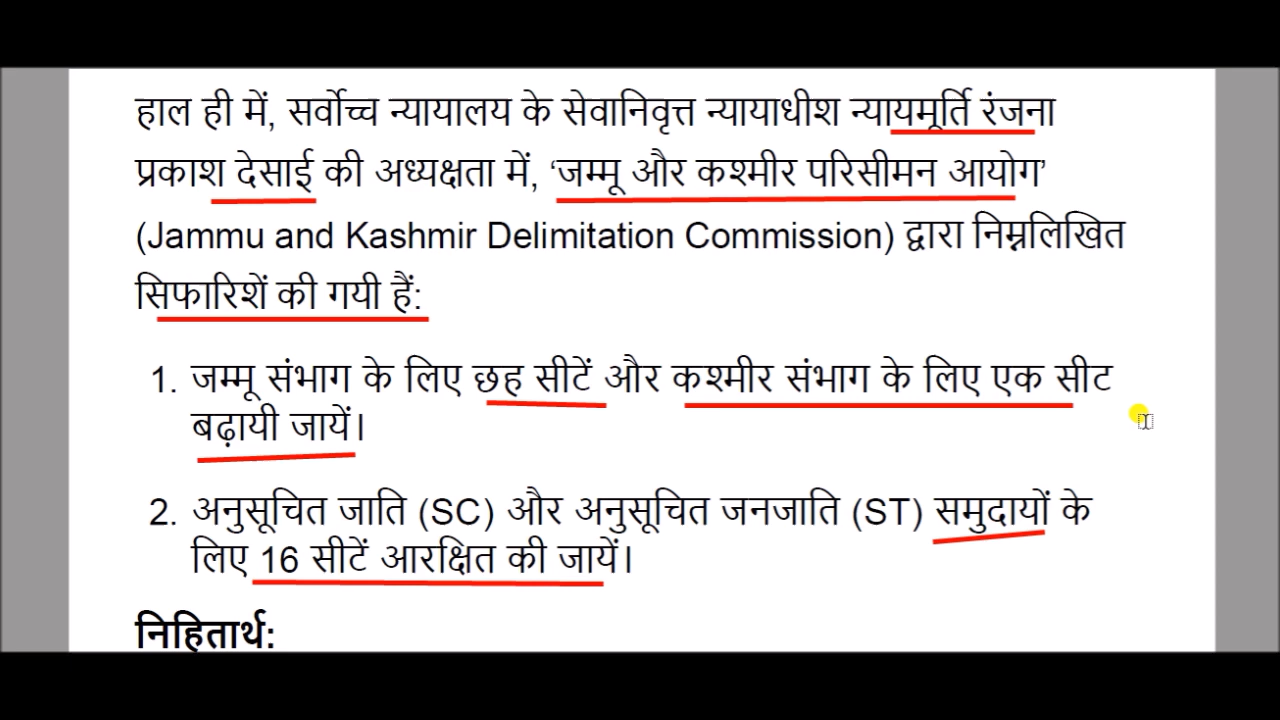 हाल ही में, सर्वोच्च न्यायालय के सेवानिवृत्त न्यायाधीश न्यायमूर्ति रंजना
प्रकाश देसाई की अध्यक्षता में, ‘जम्मू और कश्मीर परिसीमन आयोग’
(Jammu and Kashmir Delimitation Commission) द्वारा निम्नलिखित
सिफारिशें की गयी हैं:
1. जम्मू संभाग के लिए छह सीटें और कश्मीर संभाग के लिए एक सीट
बढ़ायी जायें।
2. अनुसूचित जाति (SC) और अनुसूचित जनजाति (ST) समुदायों के
लिए 16 सीटें आरक्षित की जायें।
निहितार्थ: